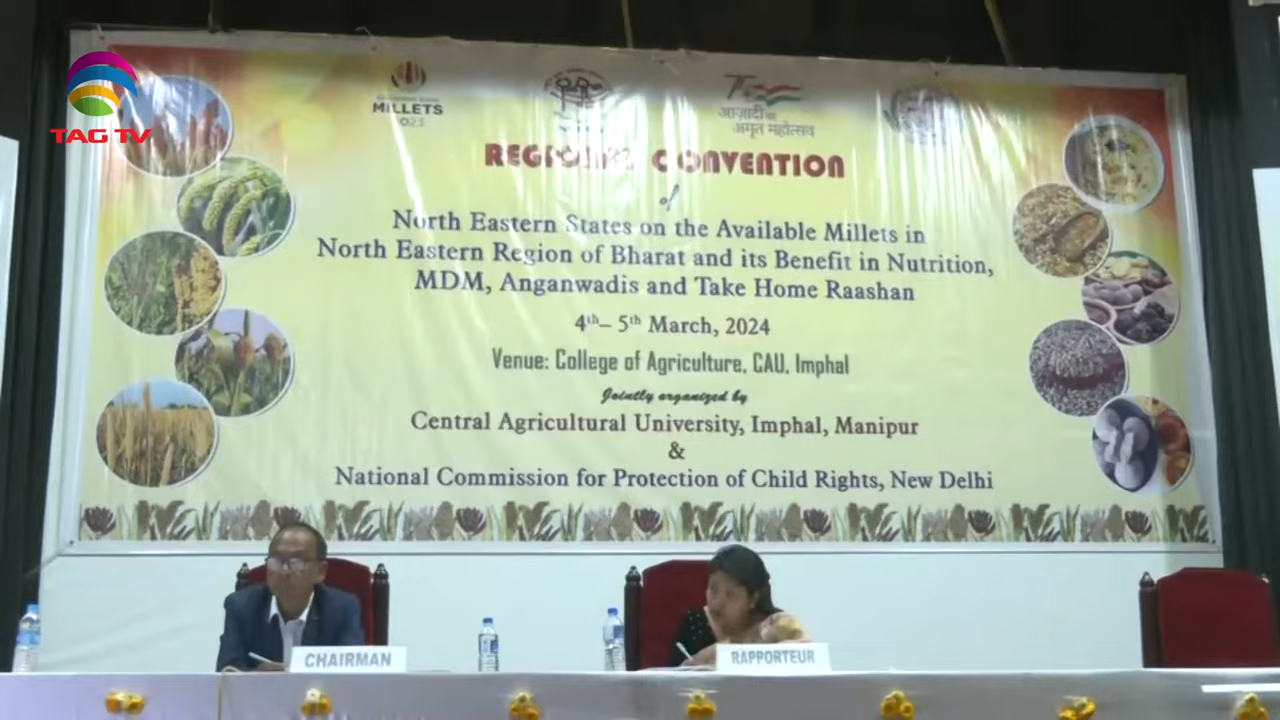 TAG TV
MILLETS
2023
आज़ादी का
अमृत महोत्सव
REGIONAL CONVENTION
of
North Eastern States on the Available Millets in
North Eastern Region of Bharat and its Benefit in Nutrition,
MDM, Anganwadis and Take Home Raashan
4th– 5th March, 2024
Venue: College of Agriculture, CAU, Imphal
Jointly organized by
Central Agricultural University, Imphal, Manipur
&
National Commission for Protection of Child Rights, New Delhi
CHAIRMAN
RAPPORTEUR